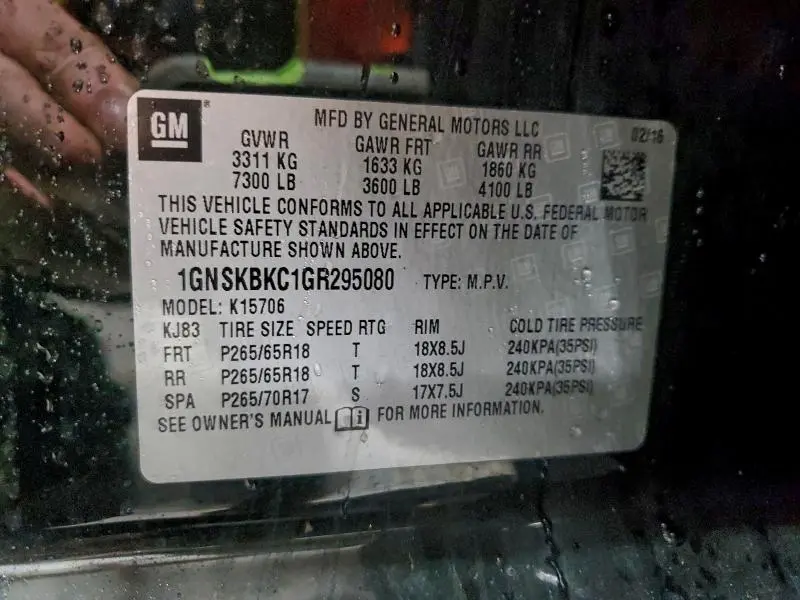 GM®
MFD BY GENERAL MOTORS LLC 02/16
GVWR GAWR FRT GAWR RR
3311 KG 1633 KG 1860 KG
7300 LB 3600 LB 4100 LB
THIS VEHICLE CONFORMS TO ALL APPLICABLE U.S. FEDERAL MOTOR
VEHICLE SAFETY STANDARDS IN EFFECT ON THE DATE OF
MANUFACTURE SHOWN ABOVE.
1GNSKBKC1GR295080 TYPE: M.P.V.
MODEL: K15706
KJ83 TIRE SIZE SPEED RTG RIM COLD TIRE PRESSURE
FRT P265/65R18 T 18X8.5J 240KPA(35PSI)
RR P265/65R18 T 18X8.5J 240KPA(35PSI)
SPA P265/70R17 S 17X7.5J 240KPA(35PSI)
SEE OWNER'S MANUAL i FOR MORE INFORMATION.